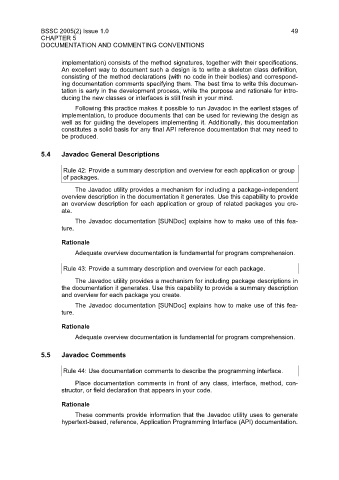 BSSC 2005(2) Issue 1.0 49
CHAPTER 5
DOCUMENTATION AND COMMENTING CONVENTIONS
implementation) consists of the method signatures, together with their specifications.
An excellent way to document such a design is to write a skeleton class definition,
consisting of the method declarations (with no code in their bodies) and correspond-
ing documentation comments specifying them. The best time to write this documen-
tation is early in the development process, while the purpose and rationale for intro-
ducing the new classes or interfaces is still fresh in your mind.
Following this practice makes it possible to run Javadoc in the earliest stages of
implementation, to produce documents that can be used for reviewing the design as
well as for guiding the developers implementing it. Additionally, this documentation
constitutes a solid basis for any final API reference documentation that may need to
be produced.
5.4 Javadoc General Descriptions
Rule 42: Provide a summary description and overview for each application or group
of packages.
The Javadoc utility provides a mechanism for including a package-independent
overview description in the documentation it generates. Use this capability to provide
an overview description for each application or group of related packages you cre-
ate.
The Javadoc documentation [SUNDoc] explains how to make use of this fea-
ture.
Rationale
Adequate overview documentation is fundamental for program comprehension.
Rule 43: Provide a summary description and overview for each package.
The Javadoc utility provides a mechanism for including package descriptions in
the documentation it generates. Use this capability to provide a summary description
and overview for each package you create.
The Javadoc documentation [SUNDoc] explains how to make use of this fea-
ture.
Rationale
Adequate overview documentation is fundamental for program comprehension.
5.5 Javadoc Comments
Rule 44: Use documentation comments to describe the programming interface.
Place documentation comments in front of any class, interface, method, con-
structor, or field declaration that appears in your code.
Rationale
These comments provide information that the Javadoc utility uses to generate
hypertext-based, reference, Application Programming Interface (API) documentation.